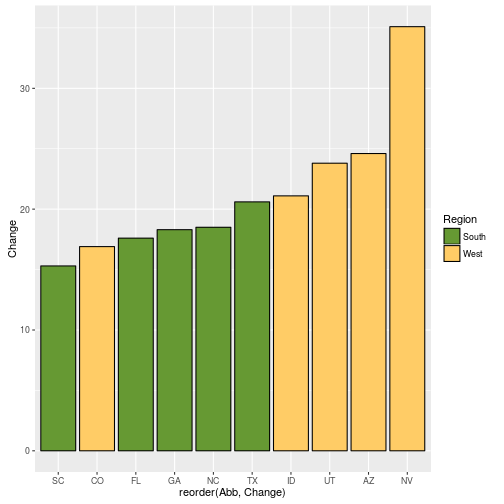 Change
30
20
10
0
SC CO FL GA NC TX ID UT AZ NV
reorder(Abb, Change)
Region
South
West